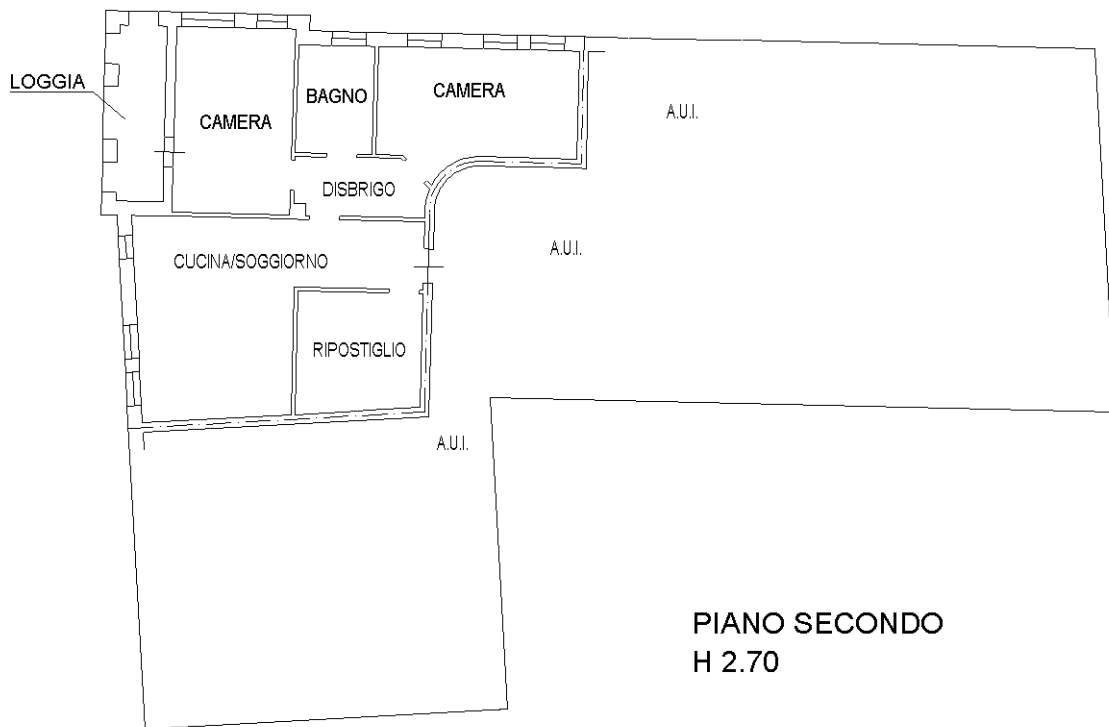 LOGGIA
CAMERA
BAGNO
CAMERA
A.U.I.
DISBRIGO
CUCINA/SOGGIORNO
A.U.I.
RIPOSTIGLIO
A.U.I.
PIANO SECONDO
H 2.70